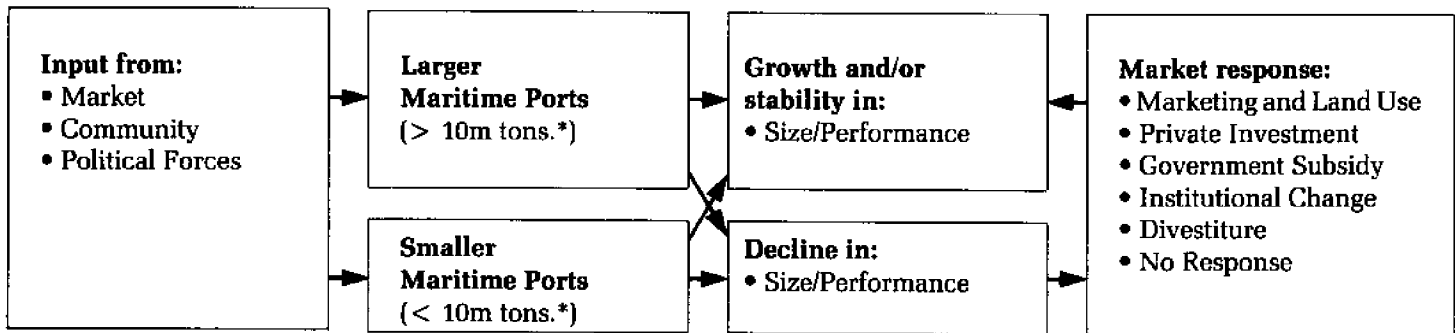 Input from:
• Market
• Community
• Political Forces
Larger
Maritime Ports
(> 10m tons.*)
Smaller
Maritime Ports
(< 10m tons.*)
Growth and/or
stability in:
• Size/Performance
Decline in:
• Size/Performance
Market response:
• Marketing and Land Use
• Private Investment
• Government Subsidy
• Institutional Change
• Divestiture
• No Response